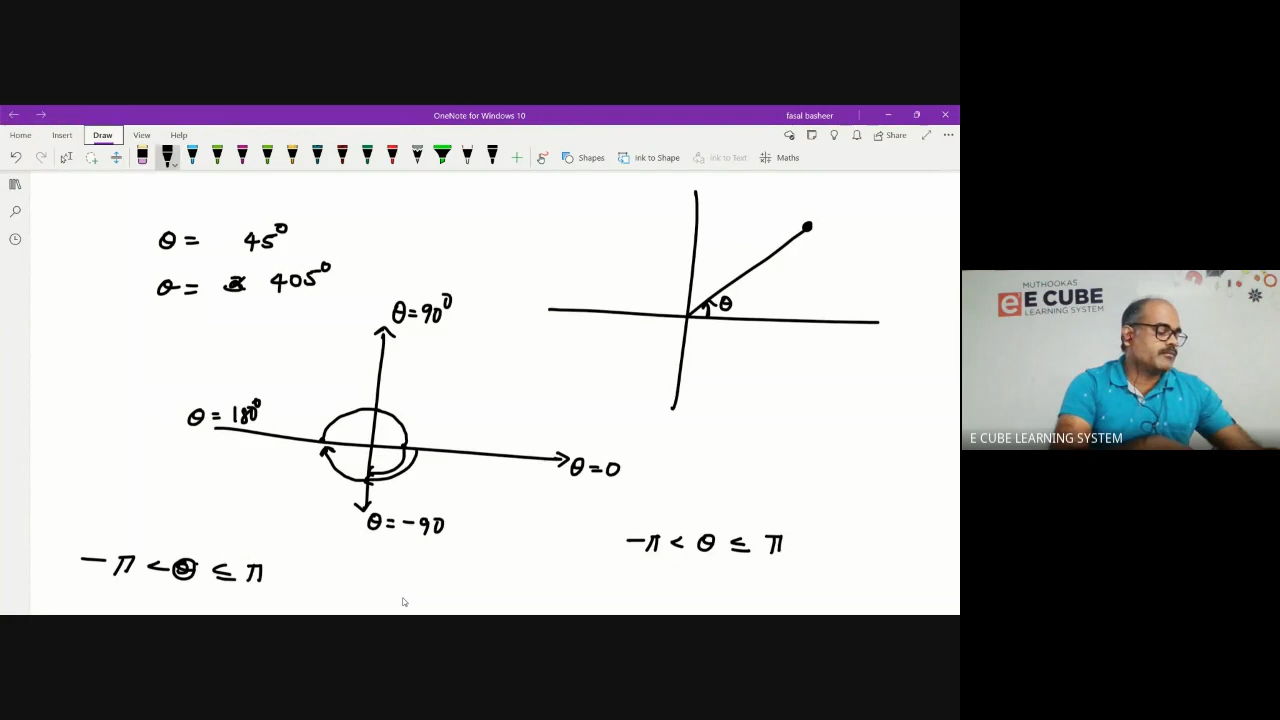 OneNote for Windows 10
fasal basheer
Home Insert Draw View Help
Share
Shapes Ink to Shape Ink to Text Maths
θ = 45°
θ = 405°
θ = 90°
θ = 180°
θ = 0
θ = -90
-π < θ ≤ π
θ
-π < θ ≤ π
MUTHOOKAS
e³ E CUBE
LEARNING SYSTEM
E CUBE LEARNING SYSTEM